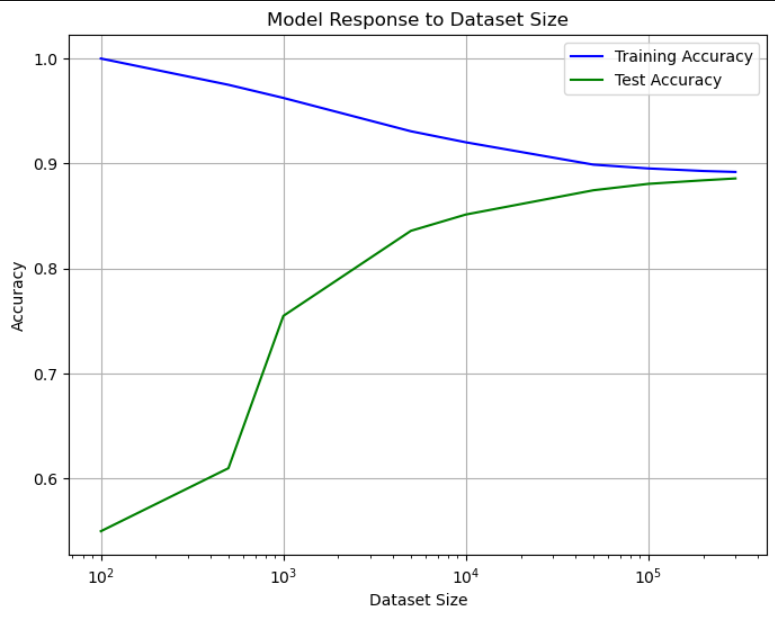 Model Response to Dataset Size
Training Accuracy
Test Accuracy
1.0
0.9
0.8
0.7
0.6
Accuracy
10²
10³
10⁴
10⁵
Dataset Size